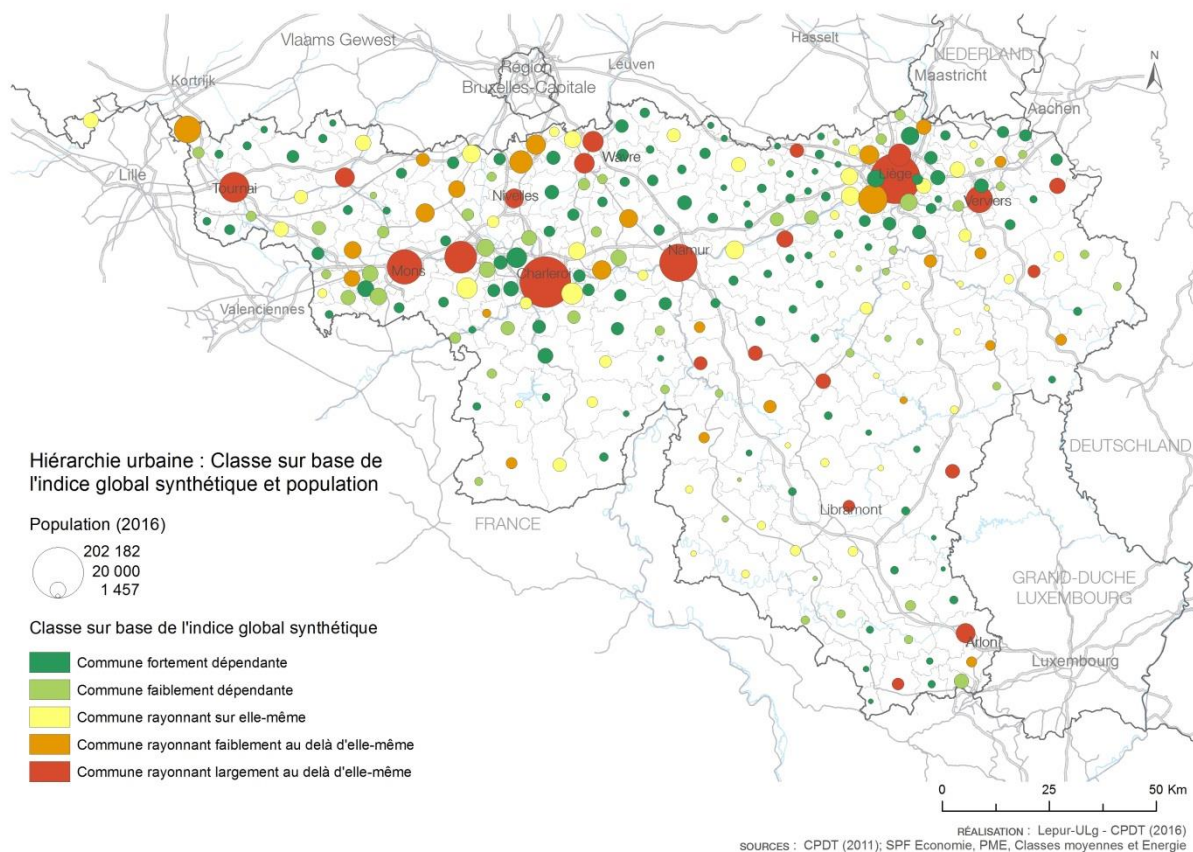 Hasselt
NEDERLAND
Vlaams Gewest
Leuven
Maastricht
N
Kortrijk
Région
Bruxelles-Capitale
Aachen
Wavre
Lille
Liège
Tournai
Nivelles
Verviers
Namur
Mons
Charleroi
Valenciennes
DEUTSCHLAND
Hiérarchie urbaine : Classe sur base de
l'indice global synthétique et population
Libramont
FRANCE
Population (2016)
202 182
20 000
1 457
GRAND-DUCHE
LUXEMBOURG
Classe sur base de l'indice global synthétique
Arlon
Luxembourg
Commune fortement dépendante
Commune faiblement dépendante
Commune rayonnant sur elle-même
Commune rayonnant faiblement au delà d'elle-même
Commune rayonnant largement au delà d'elle-même
0 25 50 Km
RÉALISATION : Lepur-ULg - CPDT (2016)
SOURCES : CPDT (2011); SPF Economie, PME, Classes moyennes et Energie